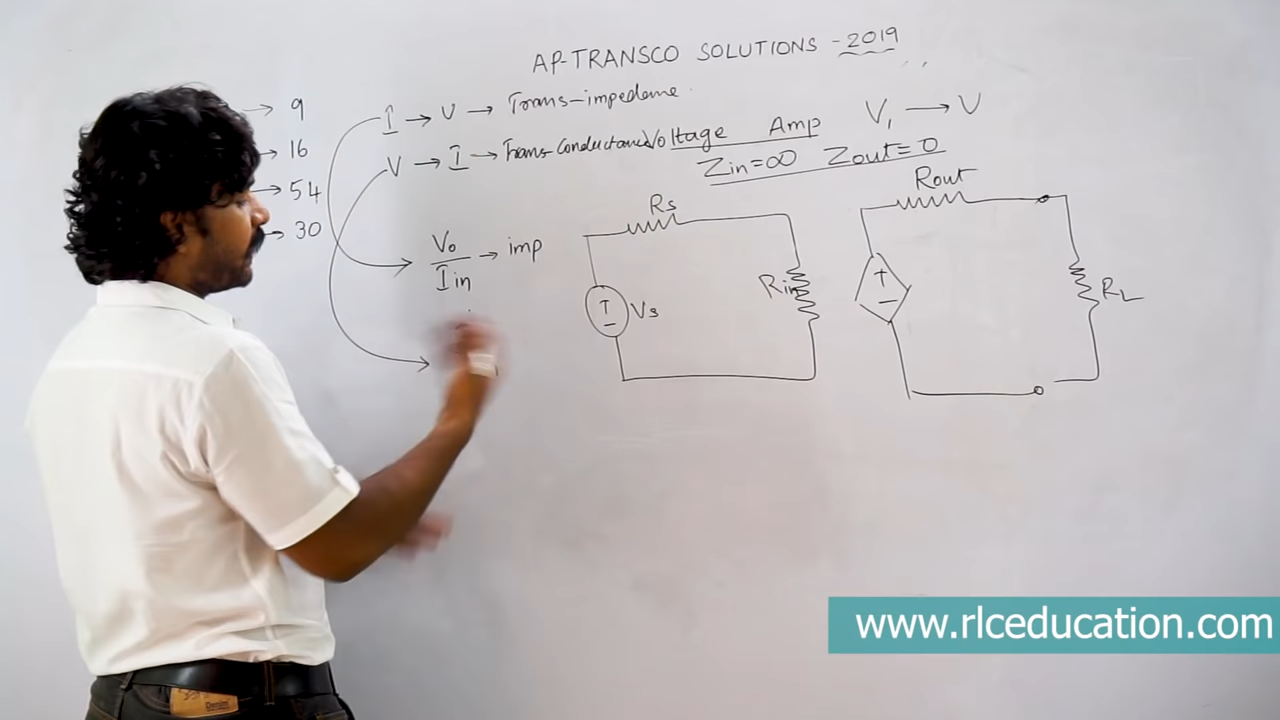 AP-TRANSCO SOLUTIONS - 2019
→ 9
→ 16
→ 54
→ 30
I → V → Trans-impedance
V → I → Trans Conductance
Voltage Amp V₁ → V
Zin=∞ Zout=0
Vo/Iin → imp
Rs
Vs
Rin
Rout
RL
+
−
Denim
www.rlceducation.com